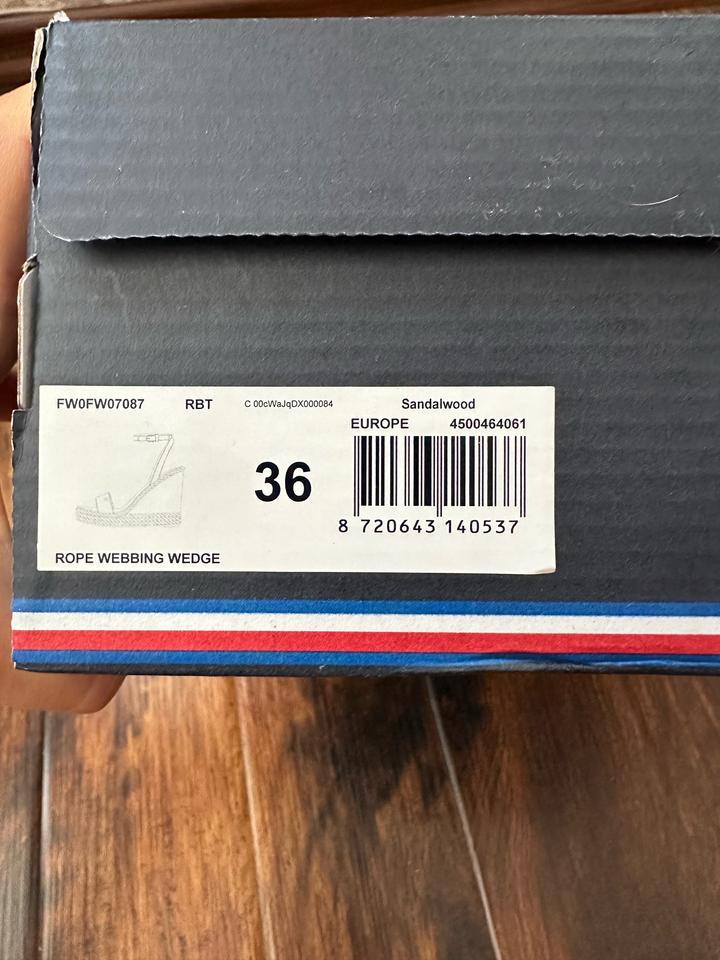 FW0FW07087 RBT C 00cWaJqDX000084 Sandalwood
EUROPE 4500464061
36
8 720643 140537
ROPE WEBBING WEDGE